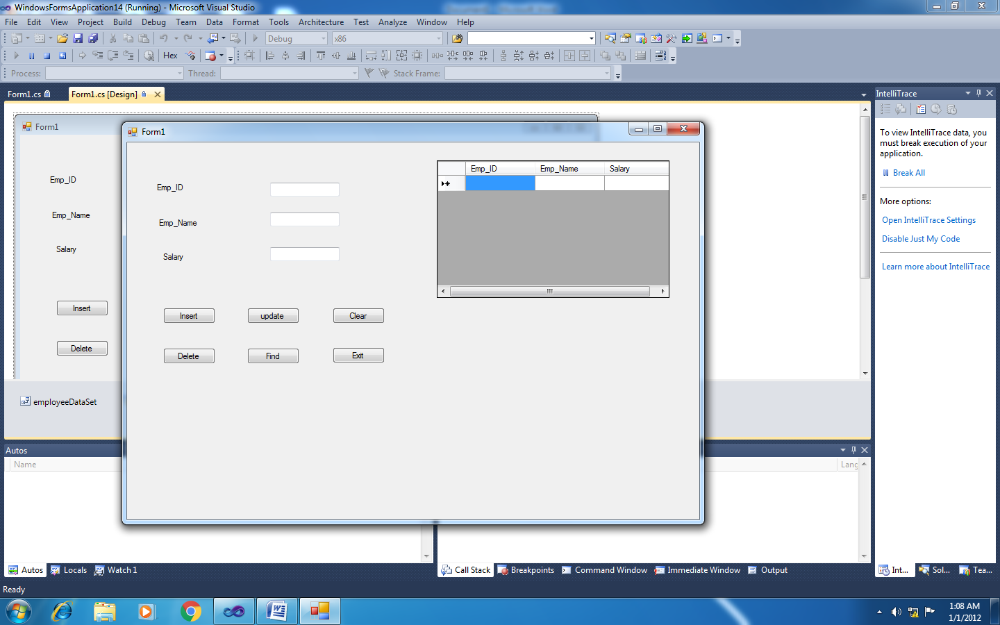 WindowsFormsApplication14 (Running) - Microsoft Visual Studio
File Edit View Project Build Debug Team Data Format Tools Architecture Test Analyze Window Help
Debug x86
Hex
Process: Thread: Stack Frame:
Form1.cs Form1.cs [Design]
Form1
Emp_ID
Emp_Name
Salary
Insert
Delete
employeeDataSet
Form1
Emp_ID
Emp_Name
Salary
Insert update Clear
Delete Find Exit
Emp_ID Emp_Name Salary
IntelliTrace
To view IntelliTrace data, you
must break execution of your
application.
Break All
More options:
Open IntelliTrace Settings
Disable Just My Code
Learn more about IntelliTrace
Autos
Name
Lang
Autos Locals Watch 1
Call Stack Breakpoints Command Window Immediate Window Output
Int... Sol... Tea...
Ready
1:08 AM
1/1/2012